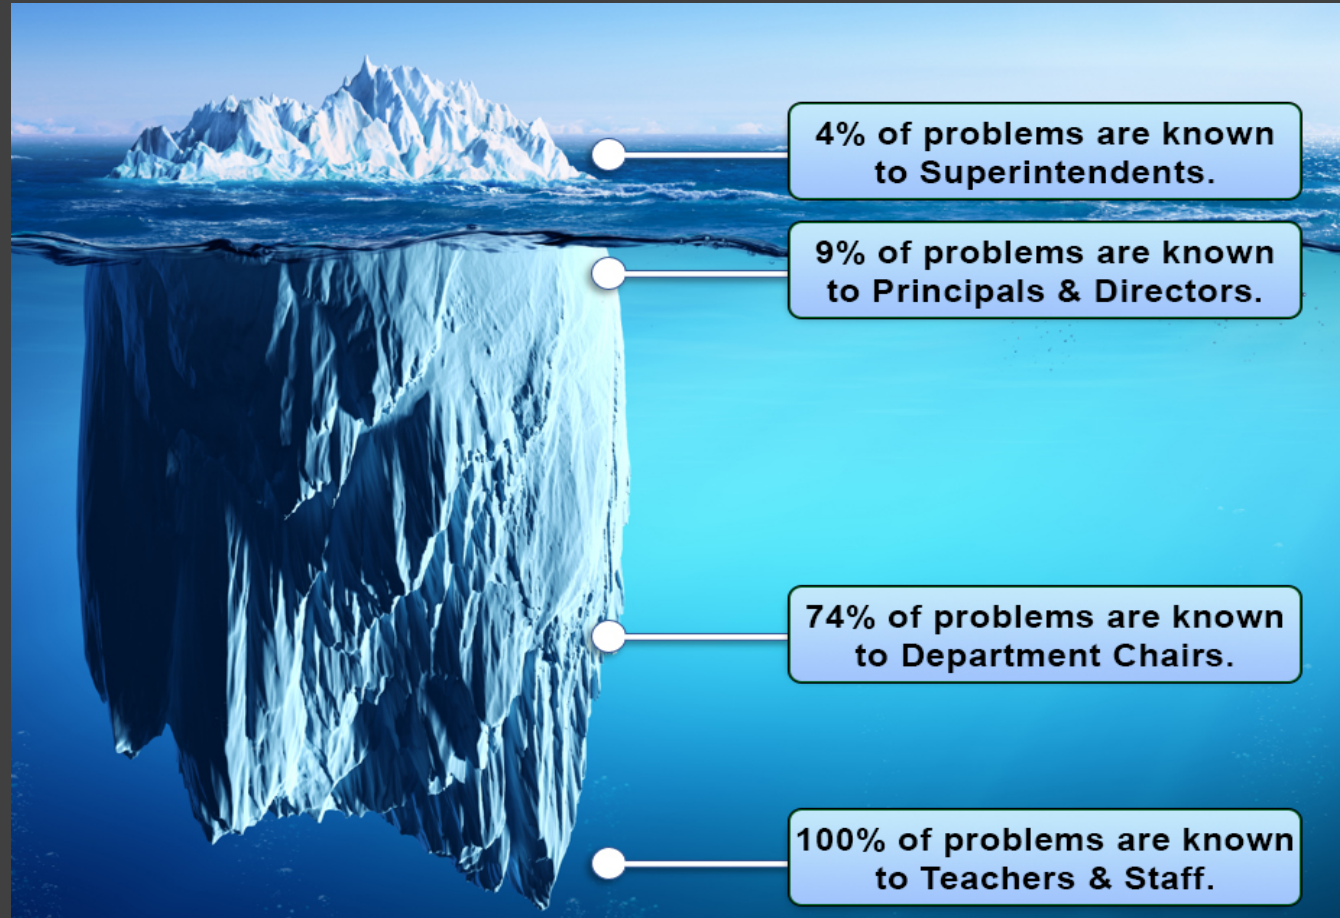 4% of problems are known
to Superintendents.
9% of problems are known
to Principals & Directors.
74% of problems are known
to Department Chairs.
100% of problems are known
to Teachers & Staff.